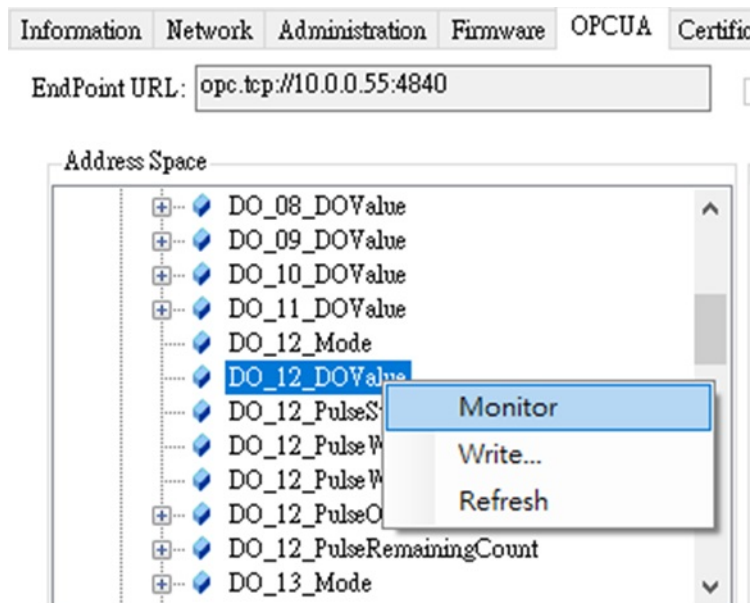 Information Network Administration Firmware OPCUA
EndPoint URL: opc.tcp://10.0.0.55:4840
Address Space
DO_08_DOValue
DO_09_DOValue
DO_10_DOValue
DO_11_DOValue
DO_12_Mode
DO_12_DOValue
Monitor
Write...
Refresh
DO_12_PulseRemainingCount
DO_13_Mode